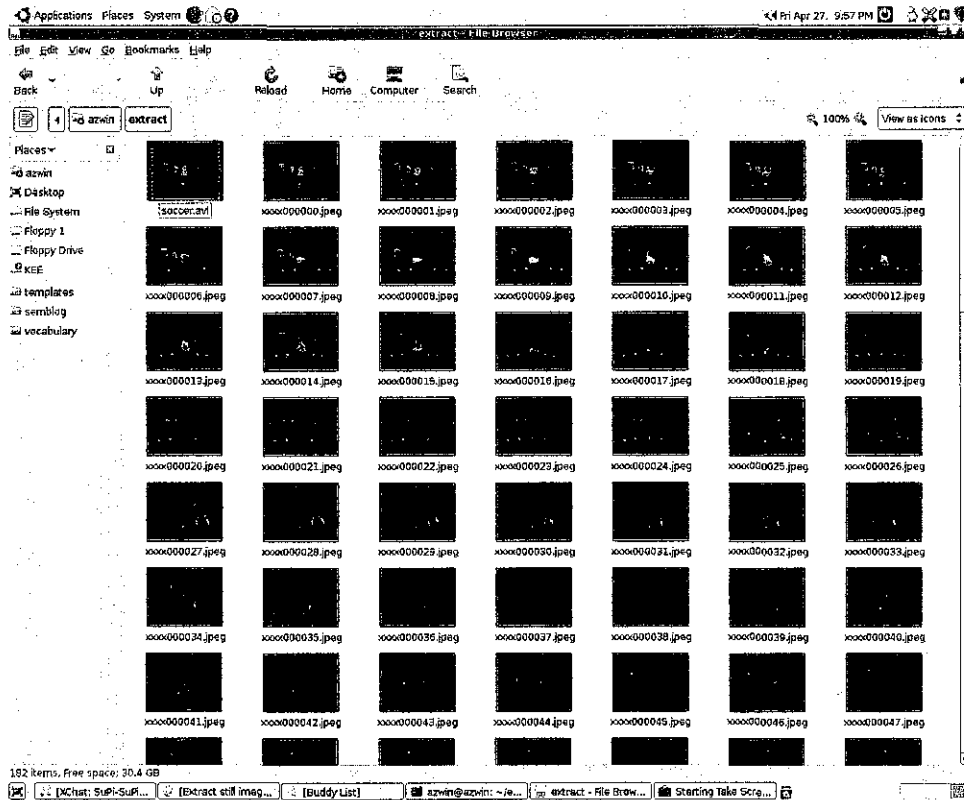 Applications Places System Fri Apr 27, 9:57 PM
extract - File Browser
File Edit View Go Bookmarks Help
Back Up Reload Home Computer Search
azwin extract 100% View as icons
Places
azwin
Desktop
File System
Floppy 1
Floppy Drive
KEE
templates
semblog
vocabulary
soccer.avi xxxx000000.jpeg xxxx000001.jpeg xxxx000002.jpeg xxxx000003.jpeg xxxx000004.jpeg xxxx000005.jpeg
xxxx000006.jpeg xxxx000007.jpeg xxxx000008.jpeg xxxx000009.jpeg xxxx000010.jpeg xxxx000011.jpeg xxxx000012.jpeg
xxxx000013.jpeg xxxx000014.jpeg xxxx000015.jpeg xxxx000016.jpeg xxxx000017.jpeg xxxx000018.jpeg xxxx000019.jpeg
xxxx000020.jpeg xxxx000021.jpeg xxxx000022.jpeg xxxx000023.jpeg xxxx000024.jpeg xxxx000025.jpeg xxxx000026.jpeg
xxxx000027.jpeg xxxx000028.jpeg xxxx000029.jpeg xxxx000030.jpeg xxxx000031.jpeg xxxx000032.jpeg xxxx000033.jpeg
xxxx000034.jpeg xxxx000035.jpeg xxxx000036.jpeg xxxx000037.jpeg xxxx000038.jpeg xxxx000039.jpeg xxxx000040.jpeg
xxxx000041.jpeg xxxx000042.jpeg xxxx000043.jpeg xxxx000044.jpeg xxxx000045.jpeg xxxx000046.jpeg xxxx000047.jpeg
192 items, Free space: 30.4 GB
[XChat: SuPi-SuPi... [Extract still imag... [Buddy List] azwin@azwin: ~/e... extract - File Brow... Starting Take Scre...